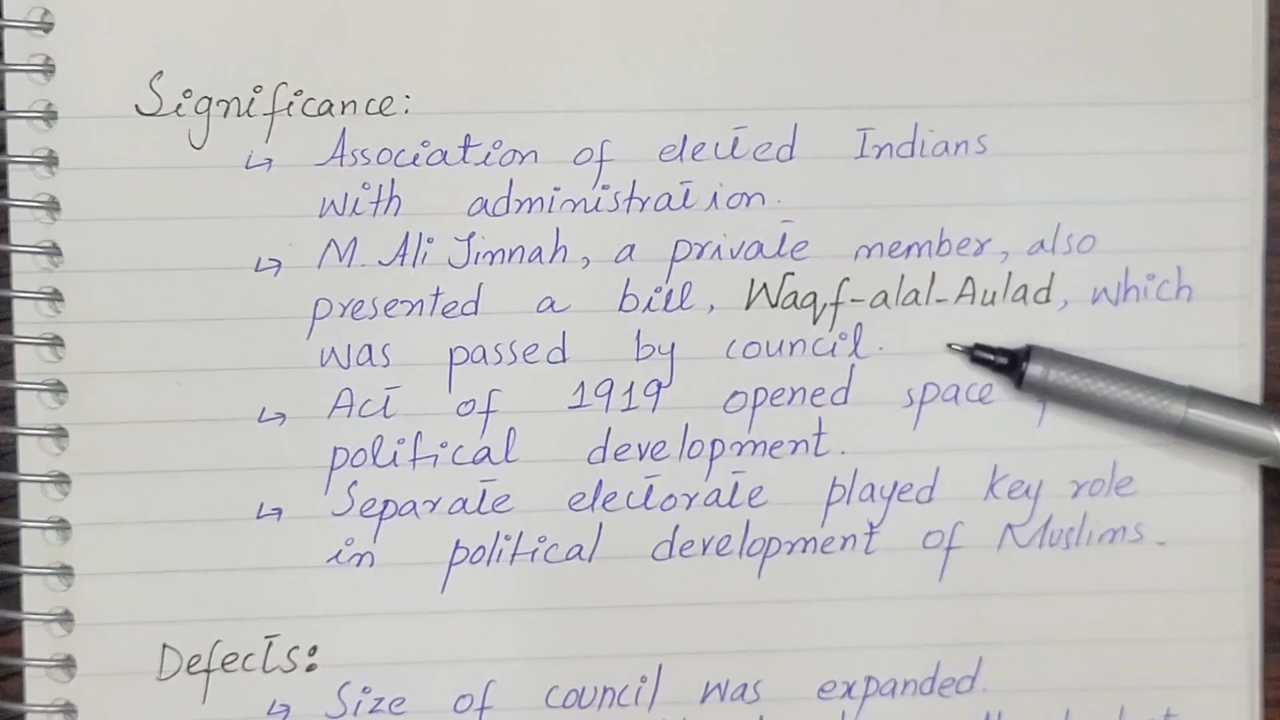 Significance:
↳ Association of elected Indians
with administration.
↳ M. Ali Jinnah, a private member, also
presented a bill, Waqf-alal-Aulad, which
was passed by council.
↳ Act of 1919 opened space
political development.
↳ Separate electorate played key role
in political development of Muslims.
Defects:
↳ Size of council was expanded.